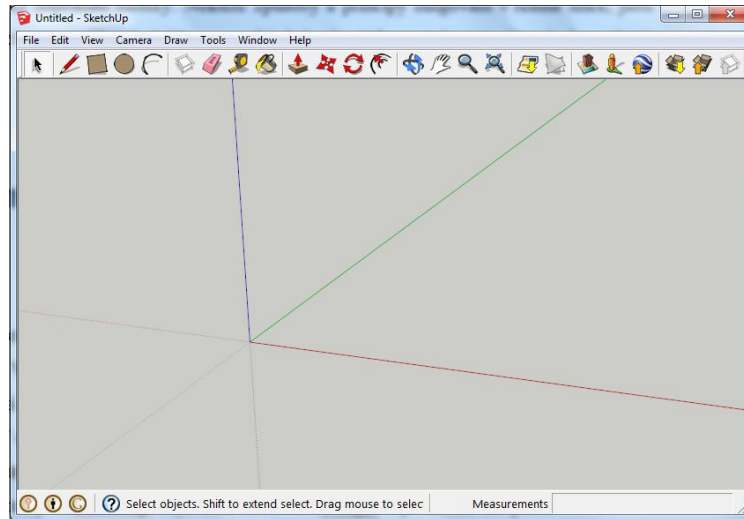 Untitled - SketchUp
File Edit View Camera Draw Tools Window Help
Select objects. Shift to extend select. Drag mouse to selec
Measurements